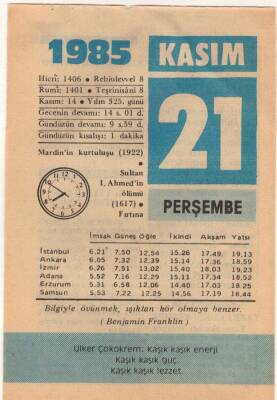 1985 KASIM
21
PERŞEMBE
Hicrî: 1406 • Rebiulevvel 8
Rumî: 1401 • Teşrinisâni 8
Kasım: 14 • Yılın 325. günü
Gecenin devamı: 14 s. 01 d.
Gündüzün devamı: 9 s.59 d,
Gündüzün kısalışı: 1 dakika
Mardin'in kurtuluşu (1922)
•
Sultan
I. Ahmed'in
ölümü
(1617) •
Fırtına
İmsak Güneş Öğle İkindi Akşam Yatsı
İstanbul 6.21 7.50 12.54 15.26 17.49 19.13
Ankara 6.05 7.32 12.39 15.14 17.36 18.59
İzmir 6.26 7.51 13.02 15.40 18.03 19.23
Adana 5.52 7.16 12.29 15.11 17.34 18.52
Erzurum 5.31 6.58 12.06 14.40 17.03 18.25
Samsun 5.53 7.22 12.25 14.56 17.19 18.44
Bilgiyle övünmek, ışıktan kör olmaya benzer.
( Benjamin Franklin )
Ülker Çokokrem: Kaşık kaşık enerji
Kaşık kaşık güç
Kaşık kaşık lezzet.